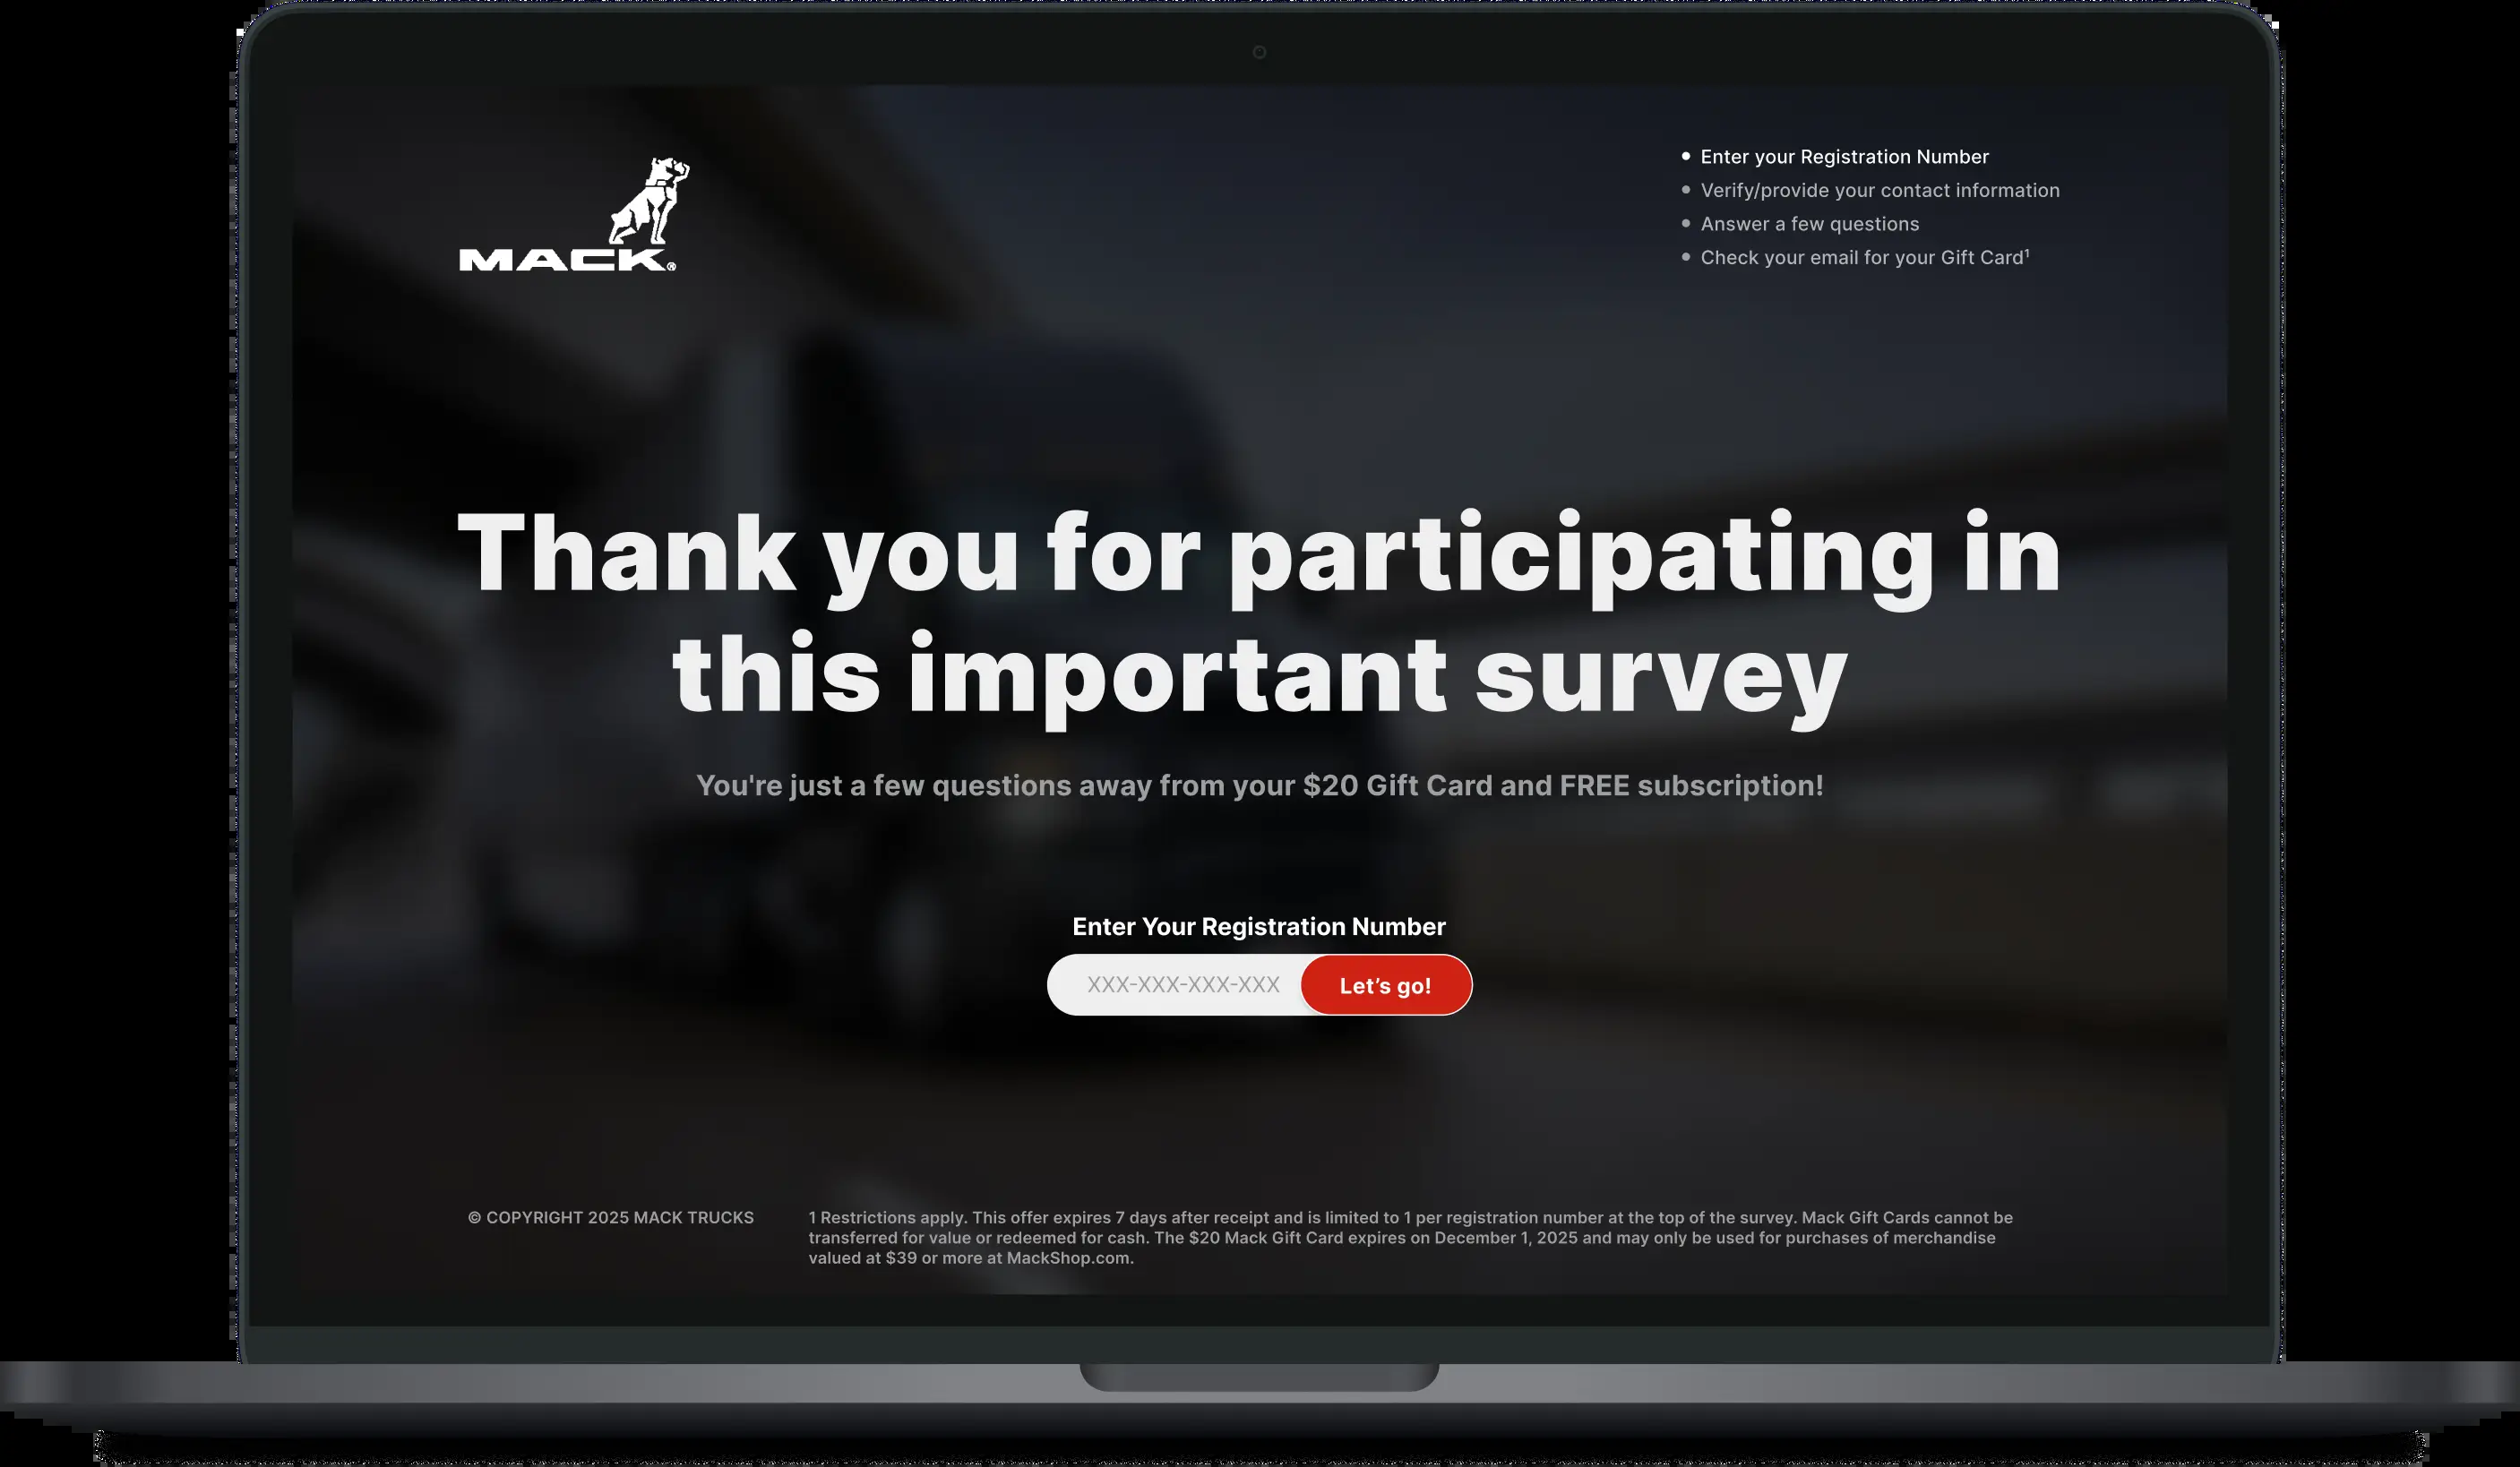 MACK®
Enter your Registration Number
Verify/provide your contact information
Answer a few questions
Check your email for your Gift Card¹
Thank you for participating in
this important survey
You're just a few questions away from your $20 Gift Card and FREE subscription!
Enter Your Registration Number
XXX-XXX-XXX-XXX
Let’s go!
© COPYRIGHT 2025 MACK TRUCKS
1 Restrictions apply. This offer expires 7 days after receipt and is limited to 1 per registration number at the top of the survey. Mack Gift Cards cannot be
transferred for value or redeemed for cash. The $20 Mack Gift Card expires on December 1, 2025 and may only be used for purchases of merchandise
valued at $39 or more at MackShop.com.